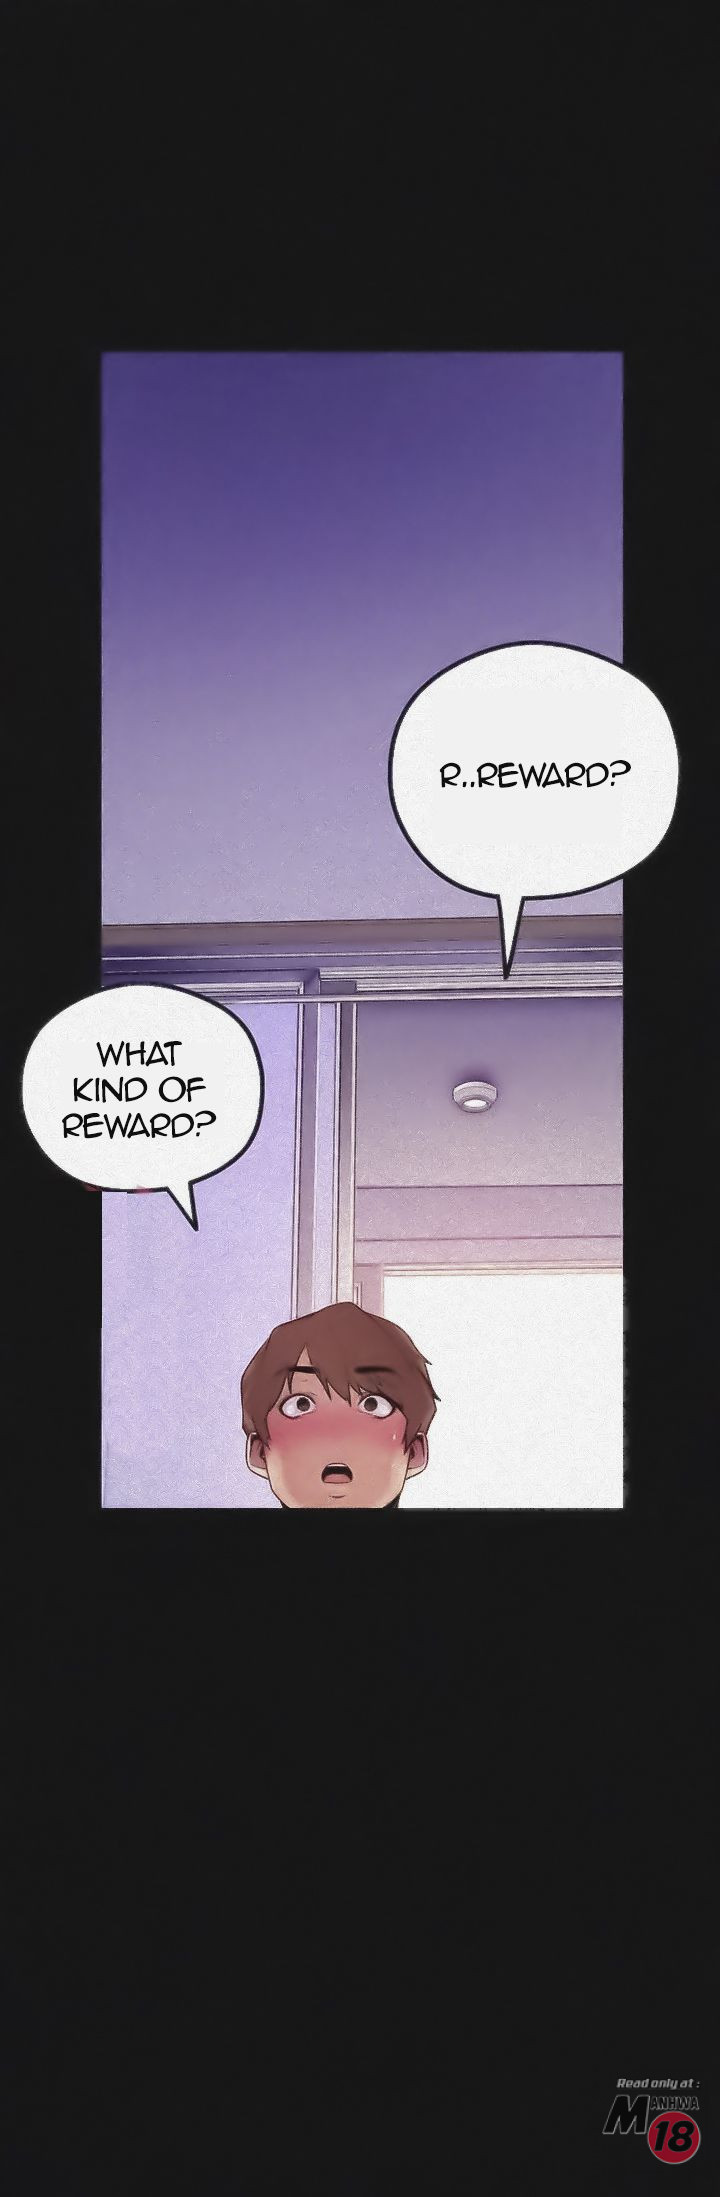 R..REWARD?
WHAT
KIND OF
REWARD?
Read only at :
MANHWA
18